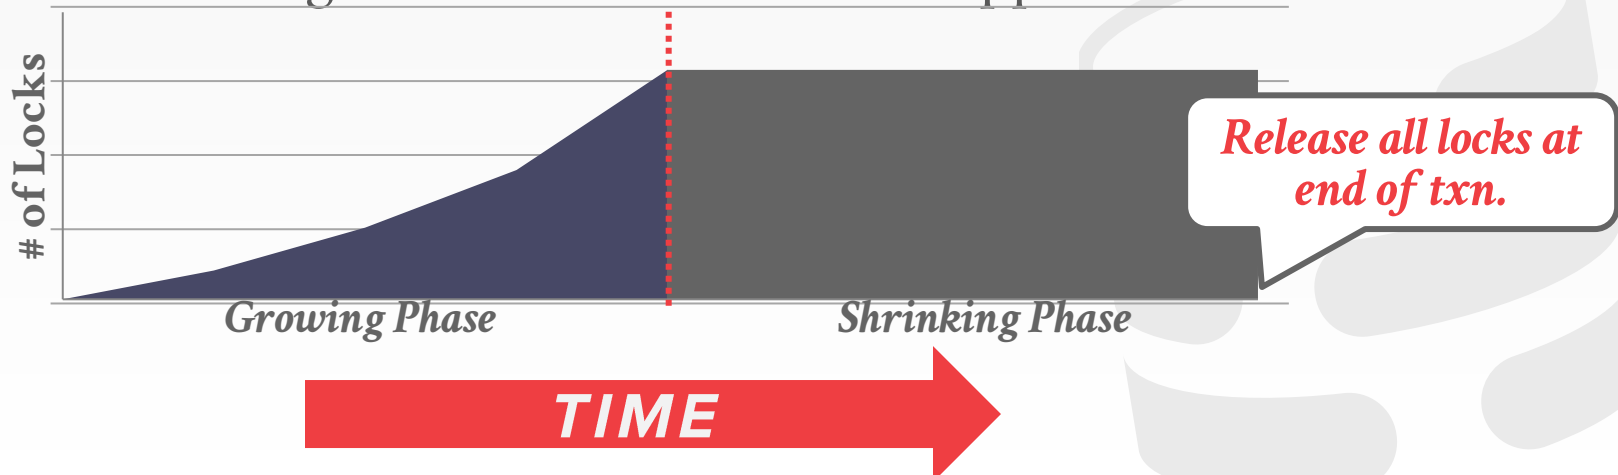 # of Locks
Release all locks at
end of txn.
Growing Phase
Shrinking Phase
TIME